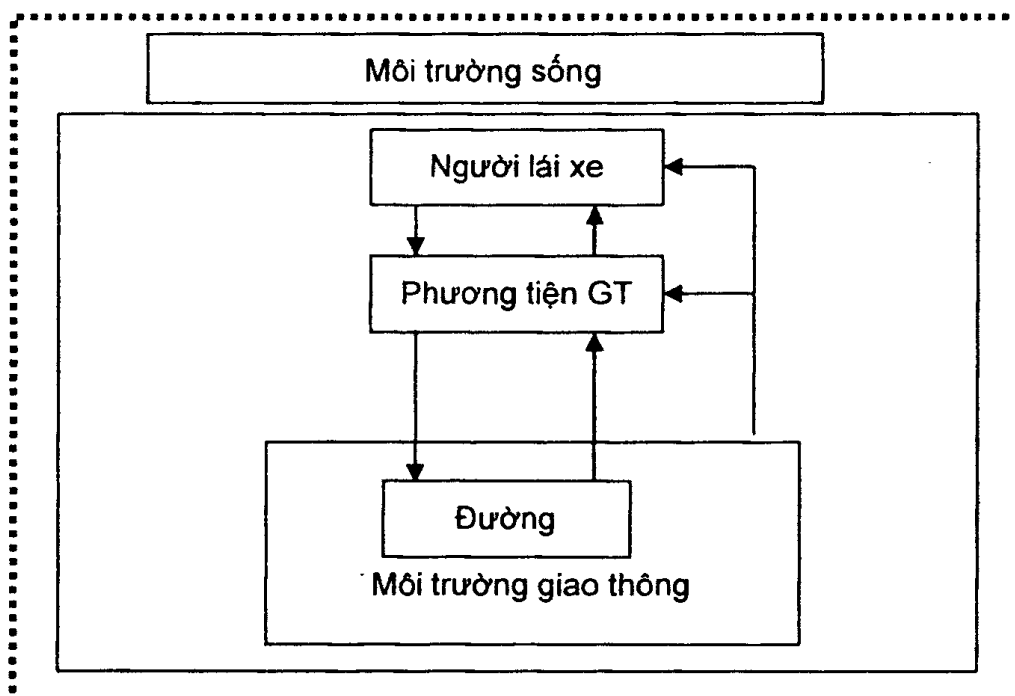 Môi trường sống
Người lái xe
Phương tiện GT
Đường
Môi trường giao thông